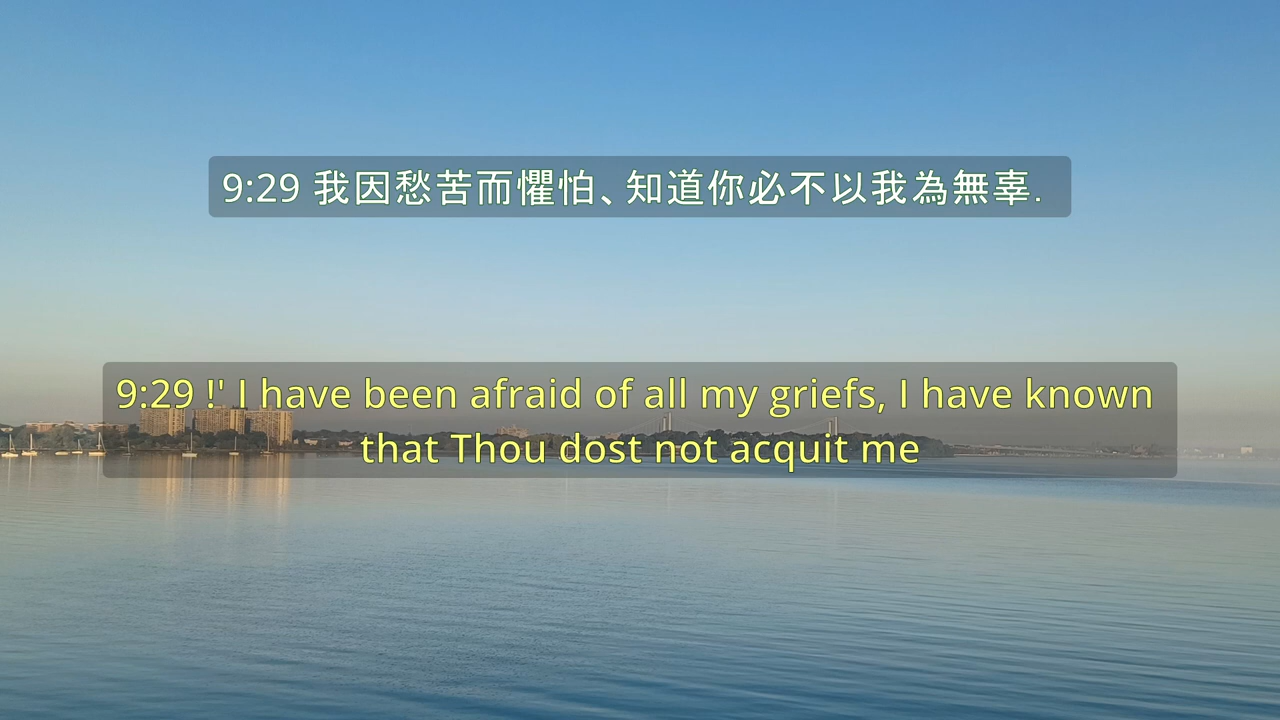 9:29 我因愁苦而懼怕、知道你必不以我為無辜.
9:29 !' I have been afraid of all my griefs, I have known
that Thou dost not acquit me